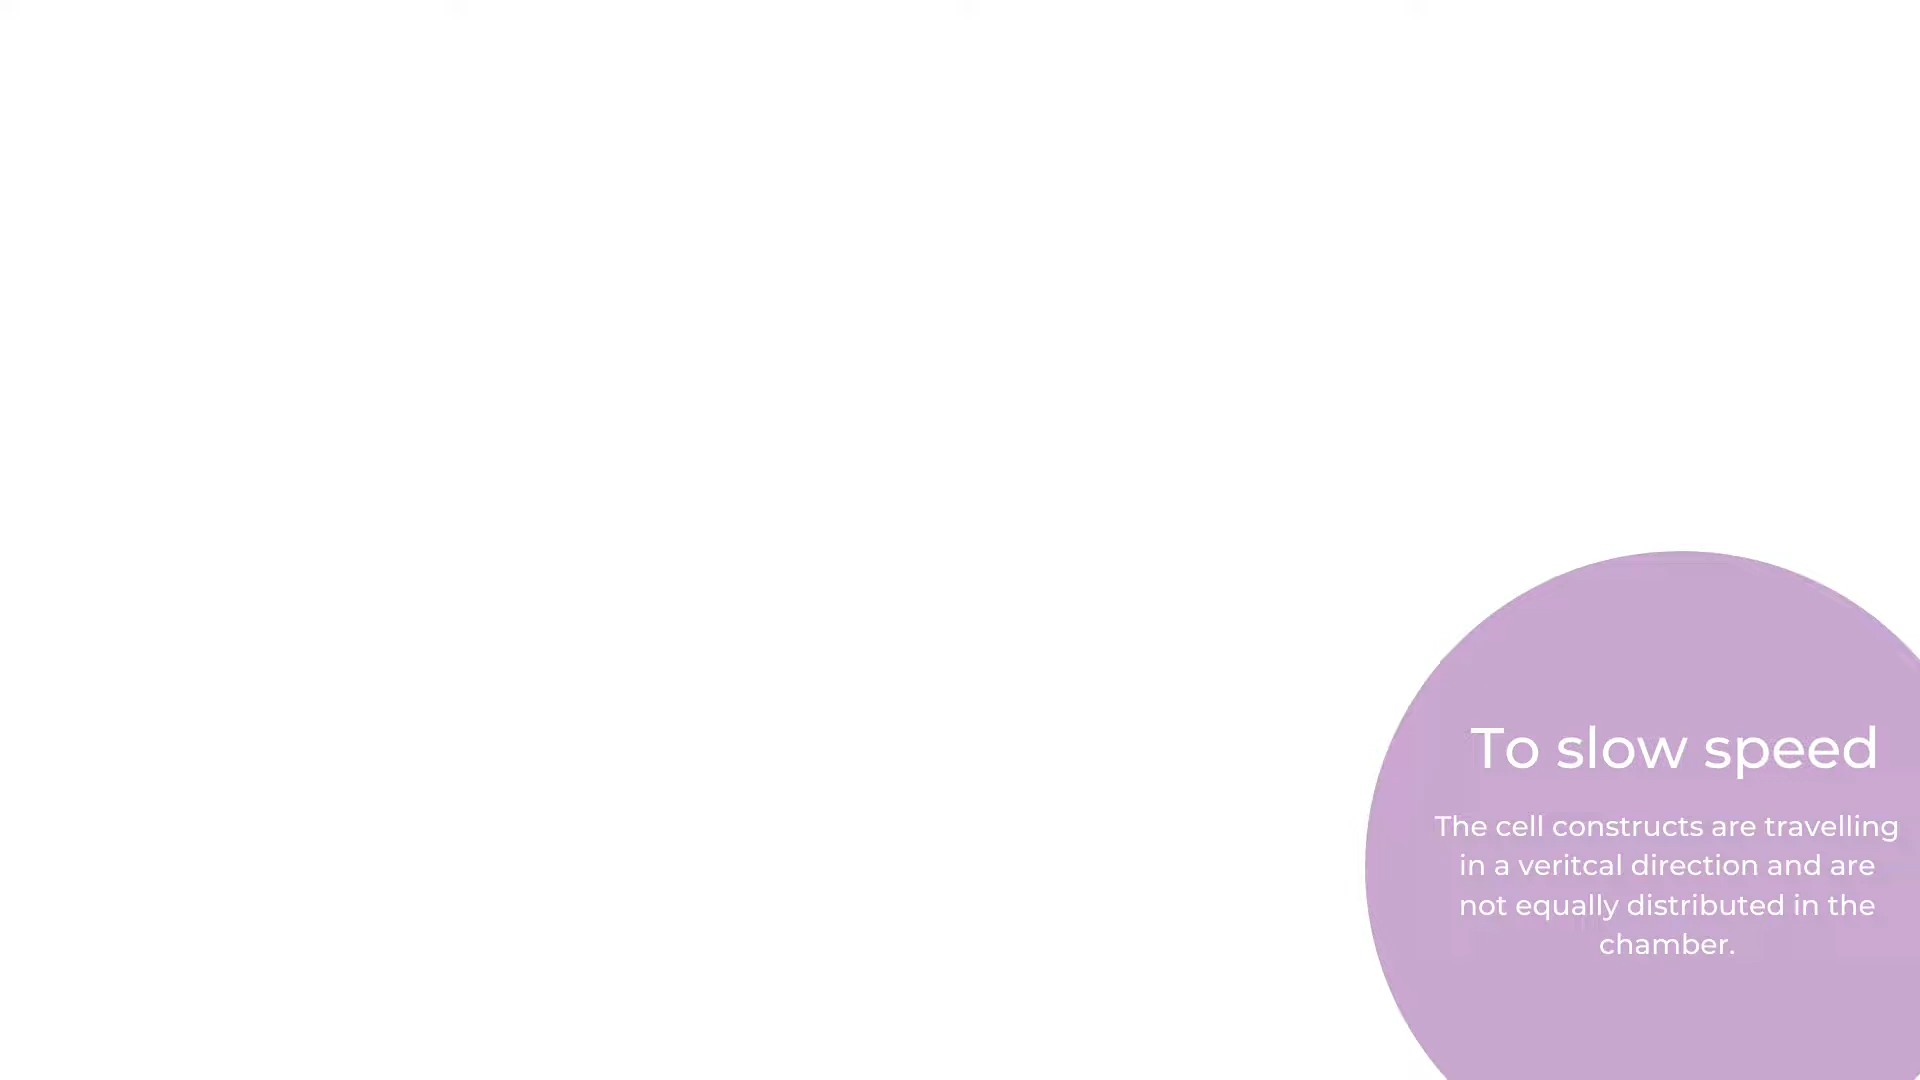 To slow speed
The cell constructs are travelling
in a veritcal direction and are
not equally distributed in the
chamber.